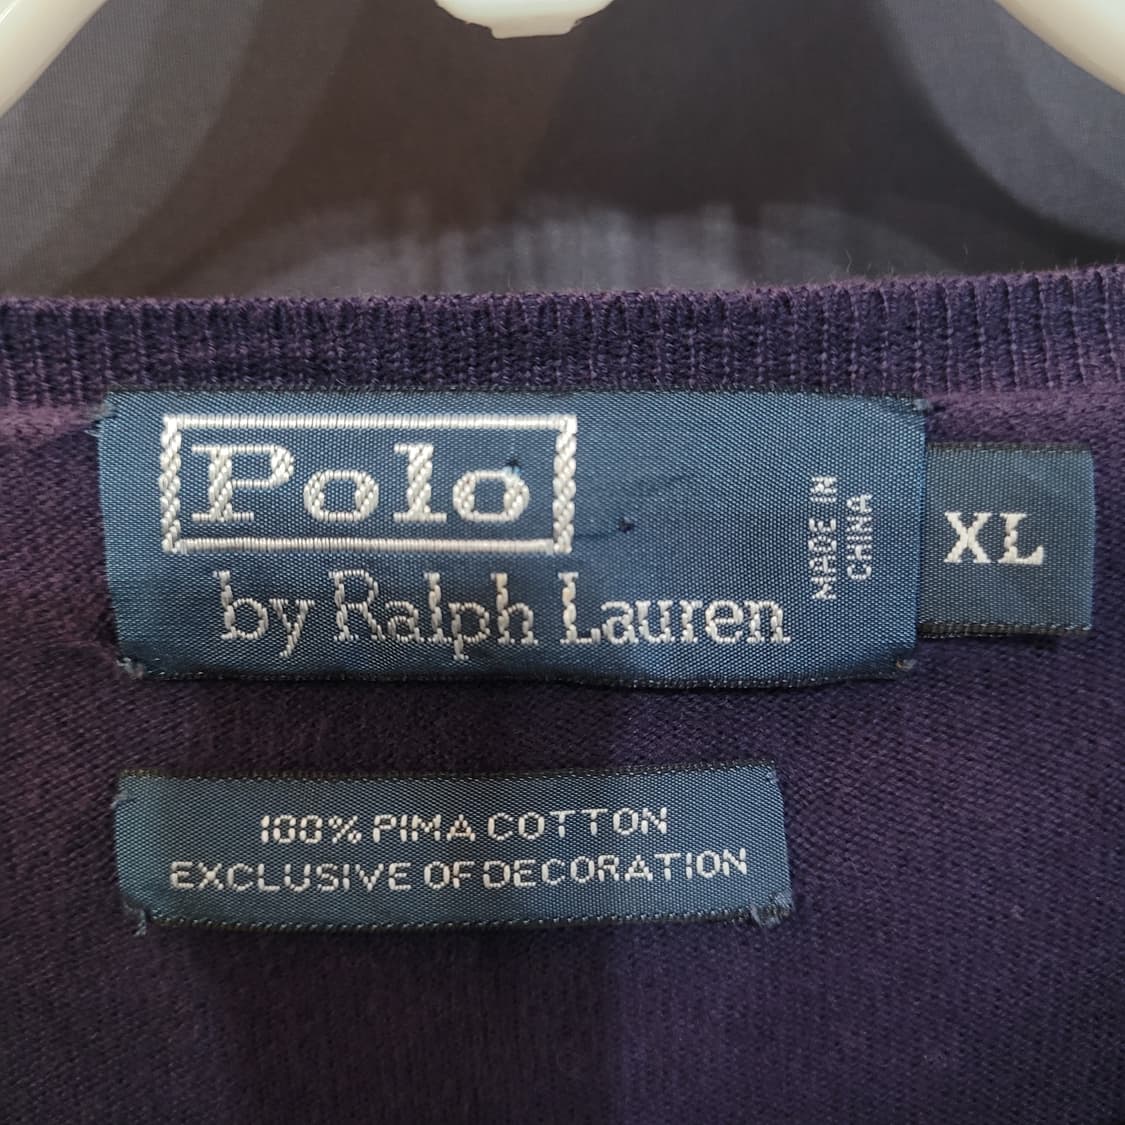 Polo
by Ralph Lauren
MADE IN
CHINA
XL
100% PIMA COTTON
EXCLUSIVE OF DECORATION